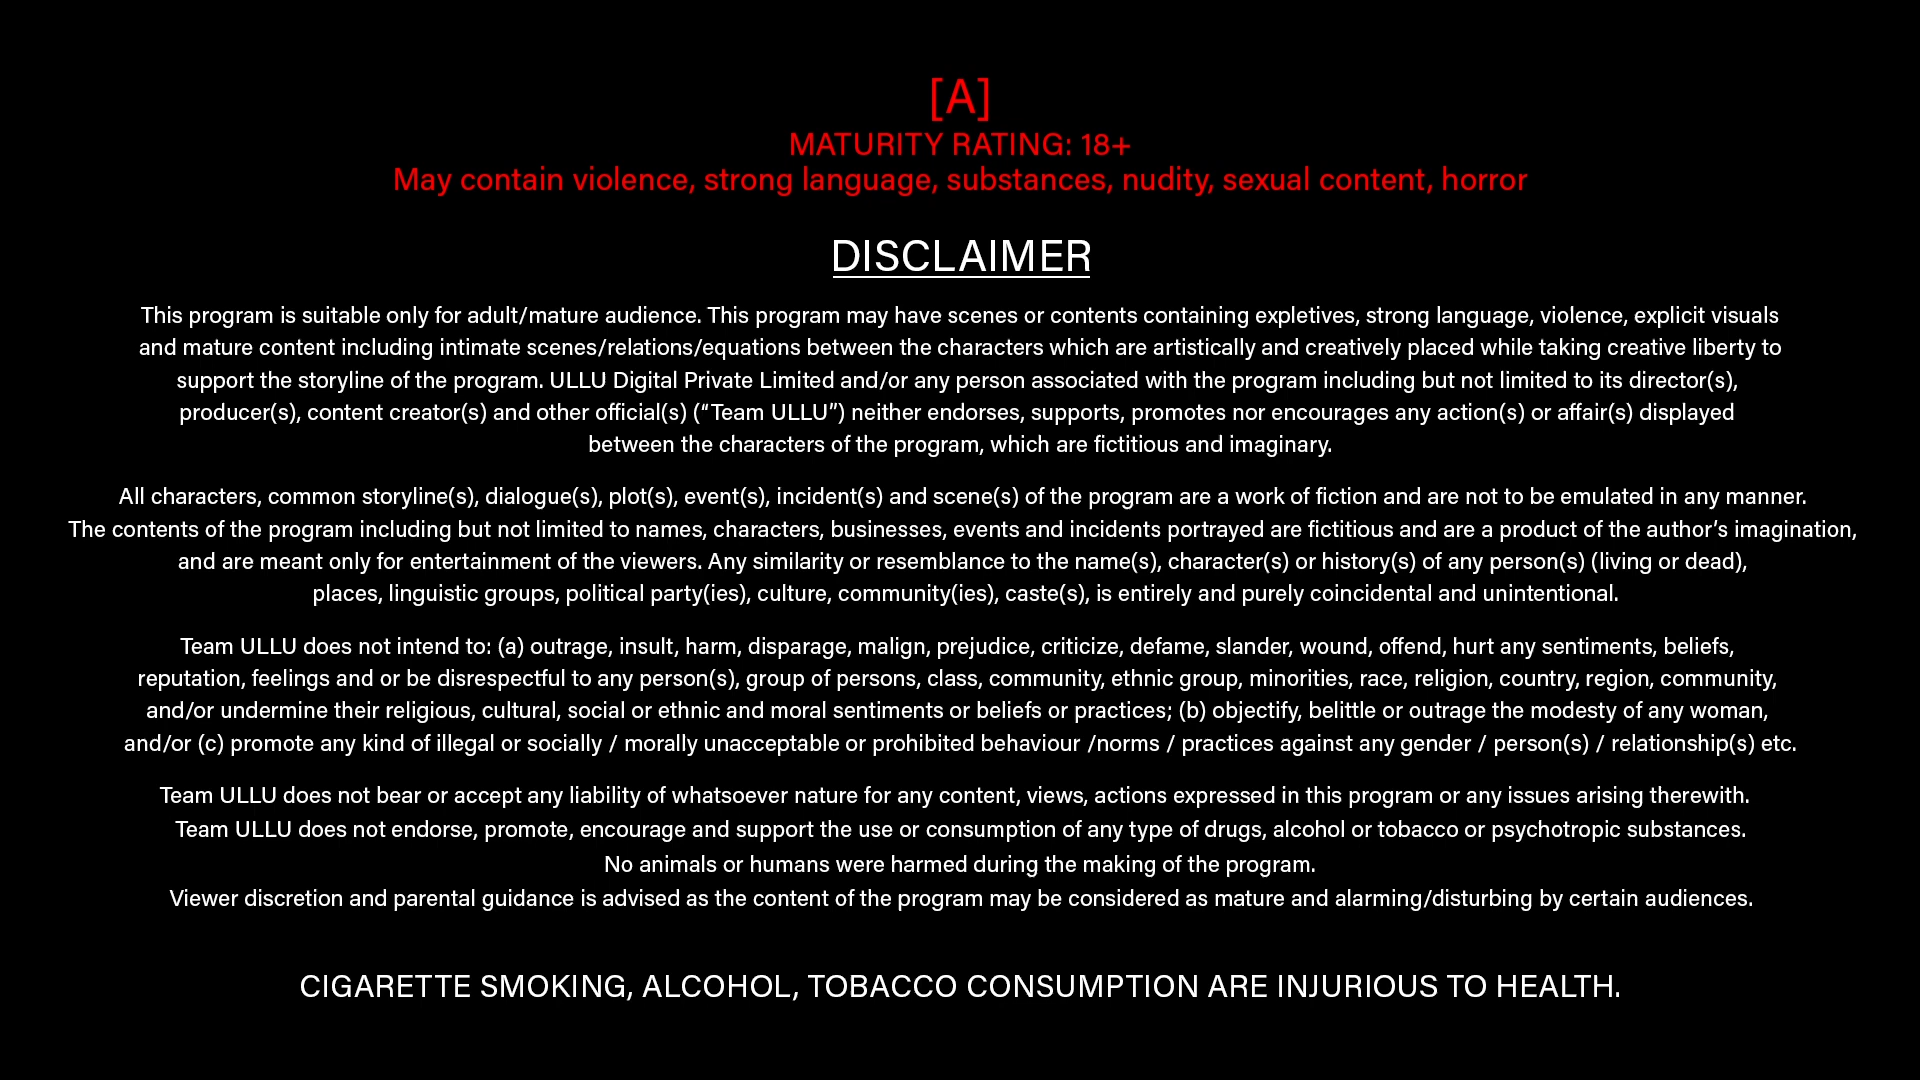 [A]
MATURITY RATING: 18+
May contain violence, strong language, substances, nudity, sexual content, horror
DISCLAIMER
This program is suitable only for adult/mature audience. This program may have scenes or contents containing expletives, strong language, violence, explicit visuals
and mature content including intimate scenes/relations/equations between the characters which are artistically and creatively placed while taking creative liberty to
support the storyline of the program. ULLU Digital Private Limited and/or any person associated with the program including but not limited to its director(s),
producer(s), content creator(s) and other official(s) (“Team ULLU”) neither endorses, supports, promotes nor encourages any action(s) or affair(s) displayed
between the characters of the program, which are fictitious and imaginary.
All characters, common storyline(s), dialogue(s), plot(s), event(s), incident(s) and scene(s) of the program are a work of fiction and are not to be emulated in any manner.
The contents of the program including but not limited to names, characters, businesses, events and incidents portrayed are fictitious and are a product of the author’s imagination,
and are meant only for entertainment of the viewers. Any similarity or resemblance to the name(s), character(s) or history(s) of any person(s) (living or dead),
places, linguistic groups, political party(ies), culture, community(ies), caste(s), is entirely and purely coincidental and unintentional.
Team ULLU does not intend to: (a) outrage, insult, harm, disparage, malign, prejudice, criticize, defame, slander, wound, offend, hurt any sentiments, beliefs,
reputation, feelings and or be disrespectful to any person(s), group of persons, class, community, ethnic group, minorities, race, religion, country, region, community,
and/or undermine their religious, cultural, social or ethnic and moral sentiments or beliefs or practices; (b) objectify, belittle or outrage the modesty of any woman,
and/or (c) promote any kind of illegal or socially / morally unacceptable or prohibited behaviour /norms / practices against any gender / person(s) / relationship(s) etc.
Team ULLU does not bear or accept any liability of whatsoever nature for any content, views, actions expressed in this program or any issues arising therewith.
Team ULLU does not endorse, promote, encourage and support the use or consumption of any type of drugs, alcohol or tobacco or psychotropic substances.
No animals or humans were harmed during the making of the program.
Viewer discretion and parental guidance is advised as the content of the program may be considered as mature and alarming/disturbing by certain audiences.
CIGARETTE SMOKING, ALCOHOL, TOBACCO CONSUMPTION ARE INJURIOUS TO HEALTH.